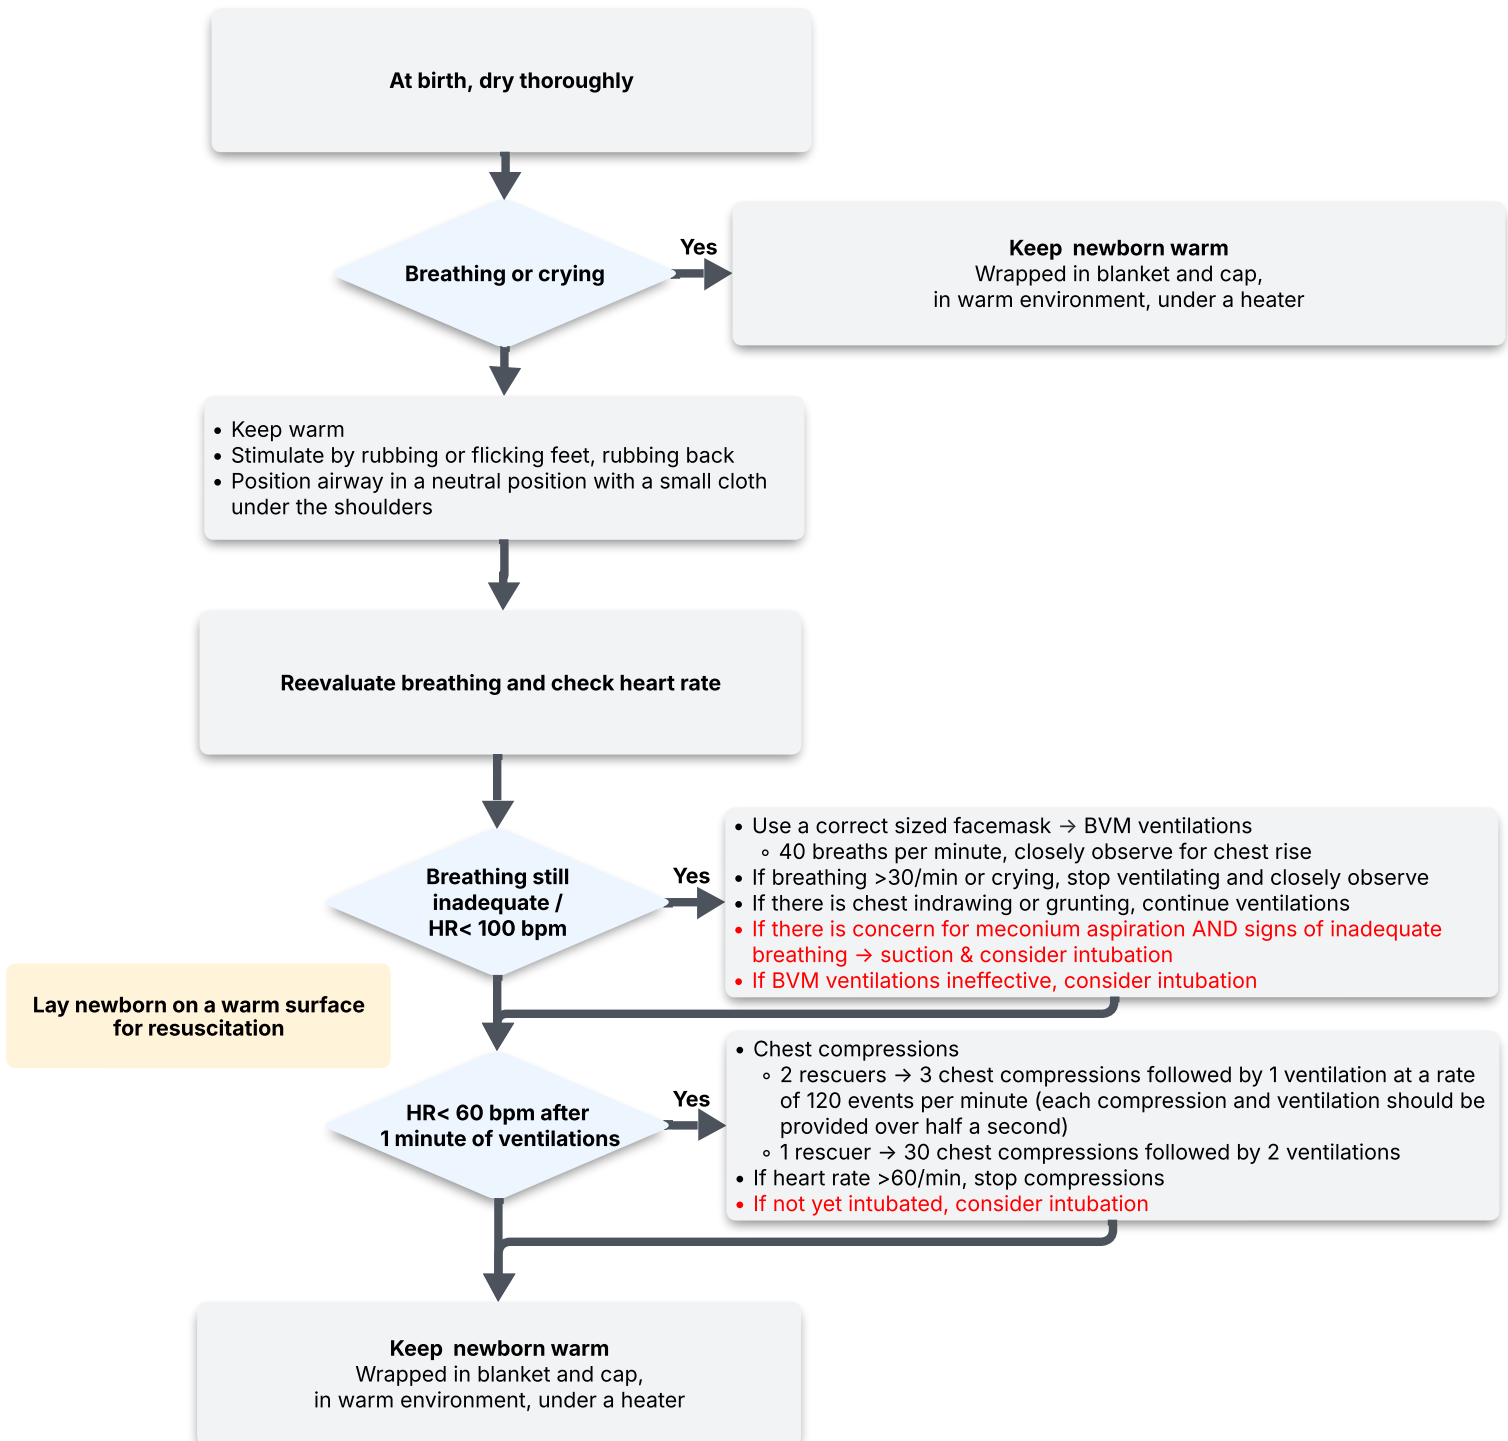 At birth, dry thoroughly
Breathing or crying
Yes
Keep  newborn warm
Wrapped in blanket and cap,
in warm environment, under a heater
• Keep warm
• Stimulate by rubbing or flicking feet, rubbing back
• Position airway in a neutral position with a small cloth
under the shoulders
Reevaluate breathing and check heart rate
Breathing still
inadequate /
HR< 100 bpm
Yes
• Use a correct sized facemask → BVM ventilations
◦ 40 breaths per minute, closely observe for chest rise
• If breathing >30/min or crying, stop ventilating and closely observe
• If there is chest indrawing or grunting, continue ventilations
• If there is concern for meconium aspiration AND signs of inadequate
breathing → suction & consider intubation
• If BVM ventilations ineffective, consider intubation
Lay newborn on a warm surface
for resuscitation
HR< 60 bpm after
1 minute of ventilations
Yes
• Chest compressions
◦ 2 rescuers → 3 chest compressions followed by 1 ventilation at a rate
of 120 events per minute (each compression and ventilation should be
provided over half a second)
◦ 1 rescuer → 30 chest compressions followed by 2 ventilations
• If heart rate >60/min, stop compressions
• If not yet intubated, consider intubation
Keep  newborn warm
Wrapped in blanket and cap,
in warm environment, under a heater